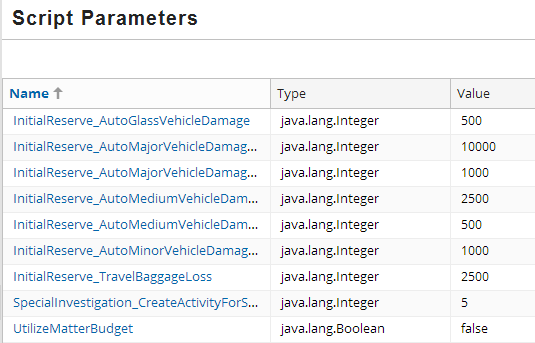 Script Parameters
Name Type Value
InitialReserve_AutoGlassVehicleDamage java.lang.Integer 500
InitialReserve_AutoMajorVehicleDamag... java.lang.Integer 10000
InitialReserve_AutoMajorVehicleDamag... java.lang.Integer 1000
InitialReserve_AutoMediumVehicleDam... java.lang.Integer 2500
InitialReserve_AutoMediumVehicleDam... java.lang.Integer 500
InitialReserve_AutoMinorVehicleDamag... java.lang.Integer 1000
InitialReserve_TravelBaggageLoss java.lang.Integer 2500
SpecialInvestigation_CreateActivityForS... java.lang.Integer 5
UtilizeMatterBudget java.lang.Boolean false